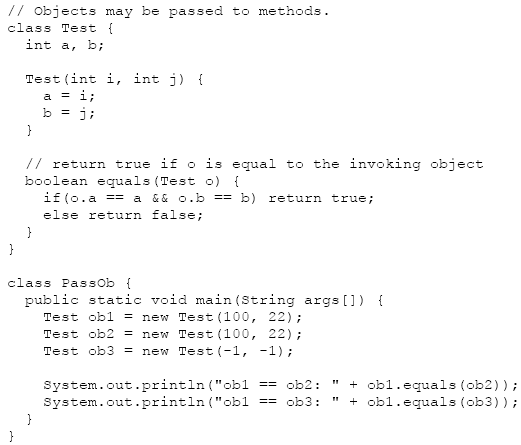 // Objects may be passed to methods.
class Test {
  int a, b;

  Test(int i, int j) {
    a = i;
    b = j;
  }

  // return true if o is equal to the invoking object
  boolean equals(Test o) {
    if(o.a == a && o.b == b) return true;
    else return false;
  }
}

class PassOb {
  public static void main(String args[]) {
    Test ob1 = new Test(100, 22);
    Test ob2 = new Test(100, 22);
    Test ob3 = new Test(-1, -1);

    System.out.println("ob1 == ob2: " + ob1.equals(ob2));
    System.out.println("ob1 == ob3: " + ob1.equals(ob3));
  }
}